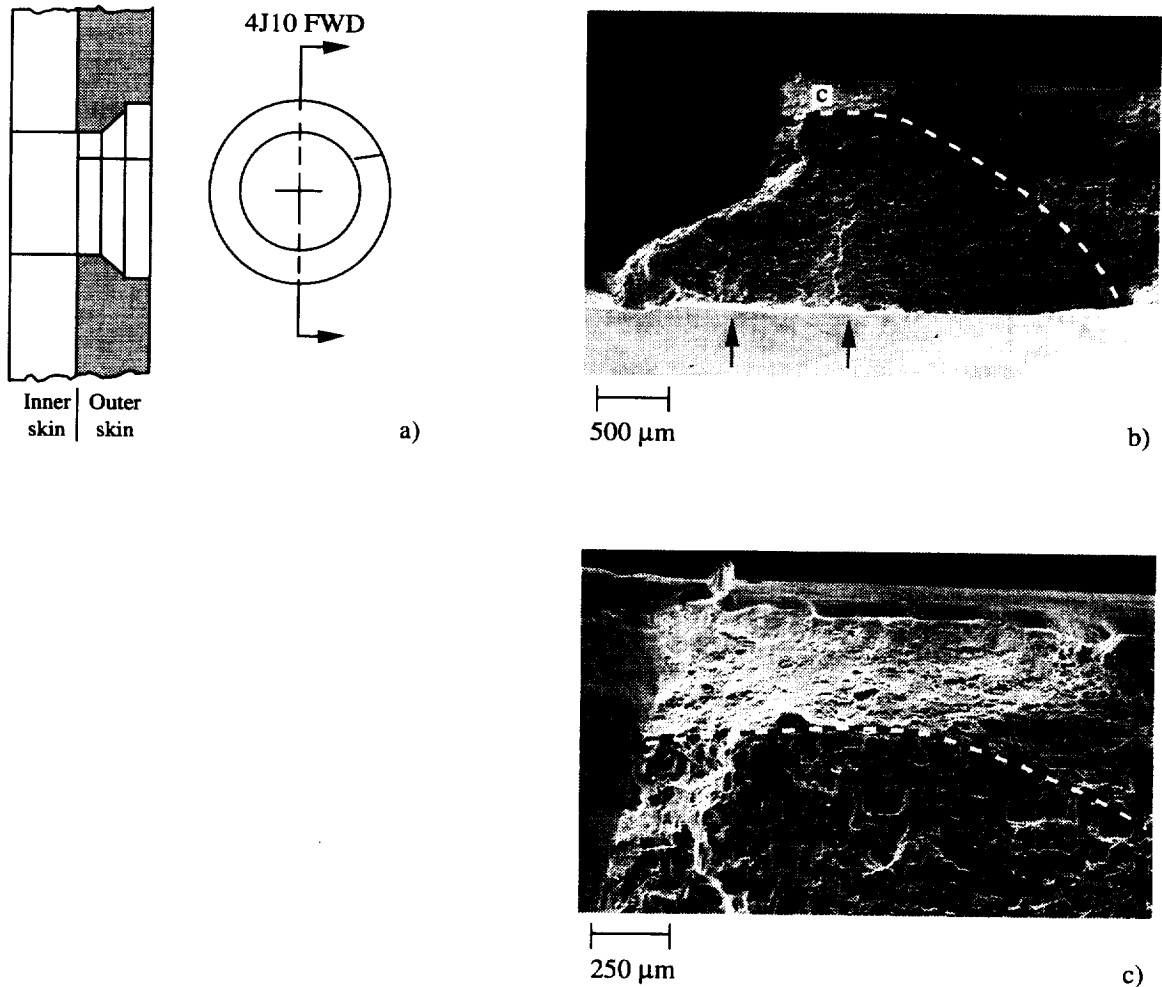 4J10 FWD
Inner skin
Outer skin
a)
c
500 μm
b)
250 μm
c)